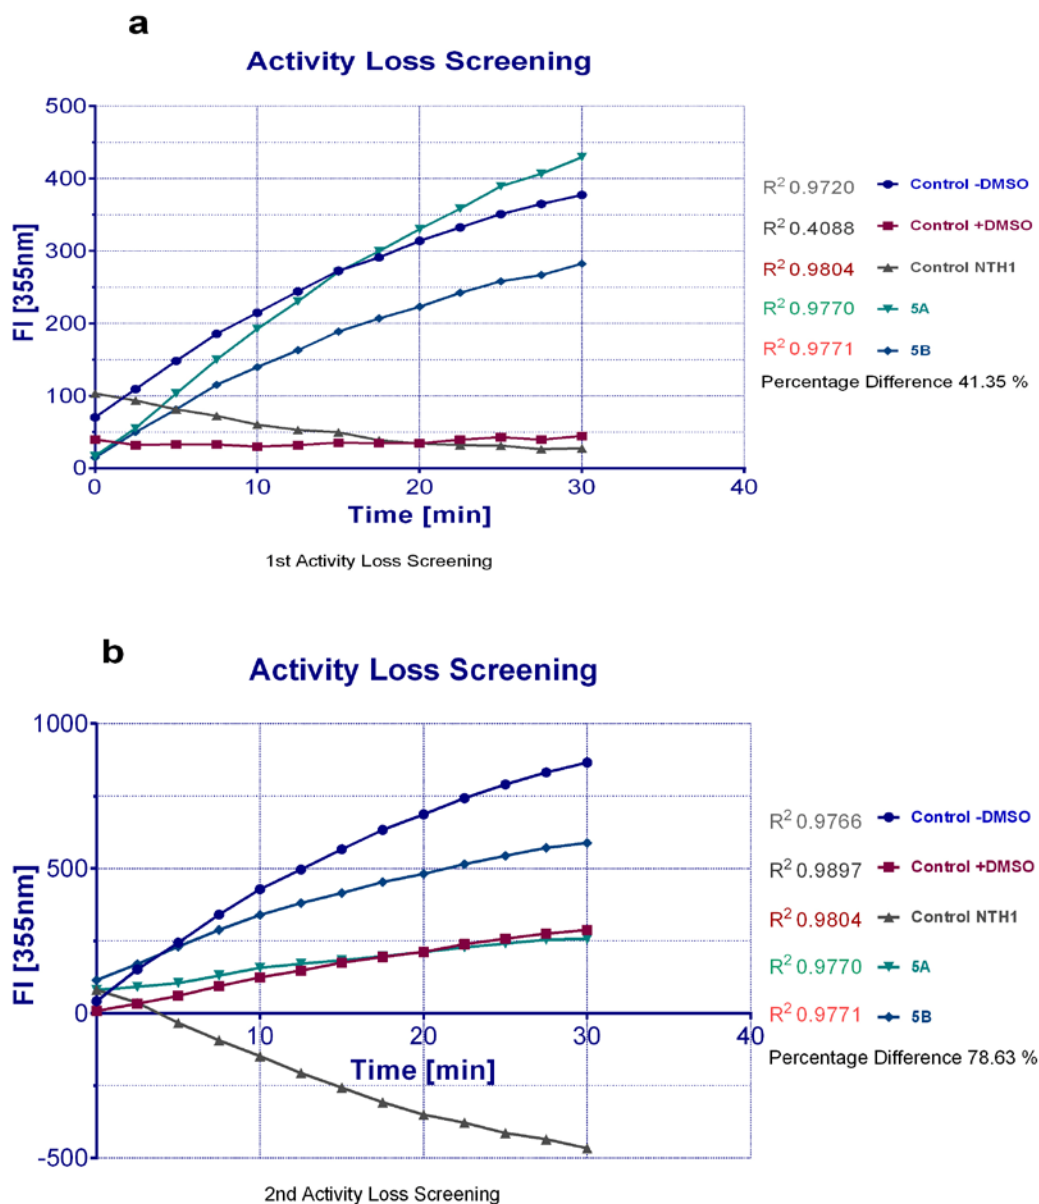 a
Activity Loss Screening
500
400
300
200
100
0
0 10 20 30 40
FI [355nm]
Time [min]
R² 0.9720 Control -DMSO
R² 0.4088 Control +DMSO
R² 0.9804 Control NTH1
R² 0.9770 5A
R² 0.9771 5B
Percentage Difference 41.35 %
1st Activity Loss Screening
b
Activity Loss Screening
1000
500
0
-500
10 20 30 40
FI [355nm]
Time [min]
R² 0.9766 Control -DMSO
R² 0.9897 Control +DMSO
R² 0.9804 Control NTH1
R² 0.9770 5A
R² 0.9771 5B
Percentage Difference 78.63 %
2nd Activity Loss Screening